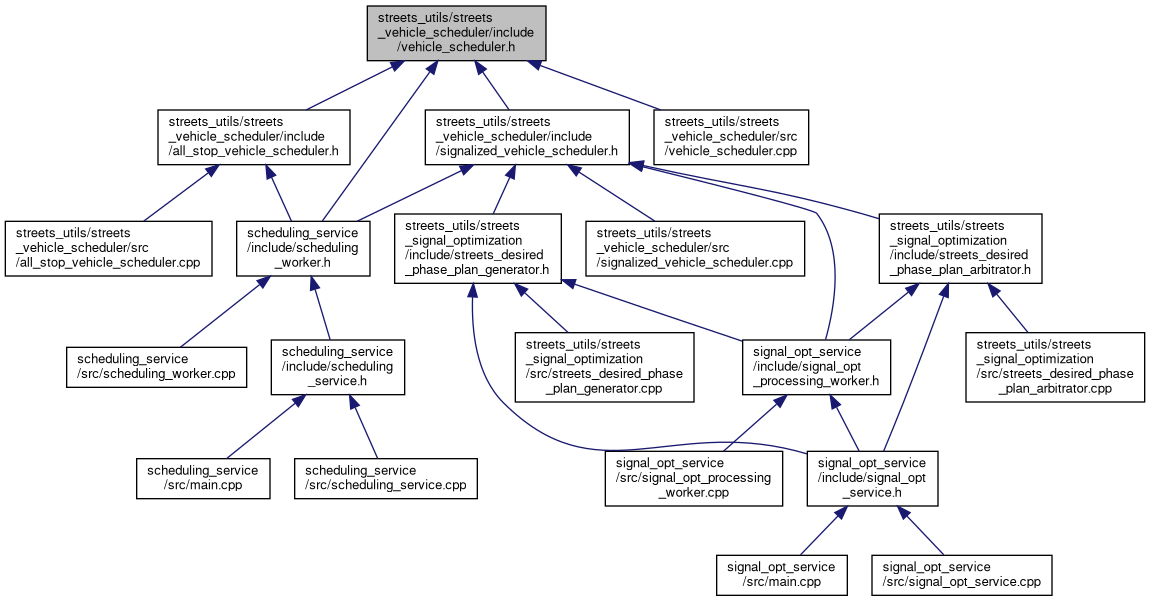 streets_utils/streets
_vehicle_scheduler/include
/vehicle_scheduler.h
streets_utils/streets
_vehicle_scheduler/include
/all_stop_vehicle_scheduler.h
streets_utils/streets
_vehicle_scheduler/include
/signalized_vehicle_scheduler.h
streets_utils/streets
_vehicle_scheduler/src
/vehicle_scheduler.cpp
streets_utils/streets
_vehicle_scheduler/src
/all_stop_vehicle_scheduler.cpp
scheduling_service
/include/scheduling
_worker.h
streets_utils/streets
_signal_optimization
/include/streets_desired
_phase_plan_generator.h
streets_utils/streets
_vehicle_scheduler/src
/signalized_vehicle_scheduler.cpp
streets_utils/streets
_signal_optimization
/include/streets_desired
_phase_plan_arbitrator.h
scheduling_service
/src/scheduling_worker.cpp
scheduling_service
/include/scheduling
_service.h
streets_utils/streets
_signal_optimization
/src/streets_desired_phase
_plan_generator.cpp
signal_opt_service
/include/signal_opt
_processing_worker.h
streets_utils/streets
_signal_optimization
/src/streets_desired_phase
_plan_arbitrator.cpp
scheduling_service
/src/main.cpp
scheduling_service
/src/scheduling_service.cpp
signal_opt_service
/src/signal_opt_processing
_worker.cpp
signal_opt_service
/include/signal_opt
_service.h
signal_opt_service
/src/main.cpp
signal_opt_service
/src/signal_opt_service.cpp